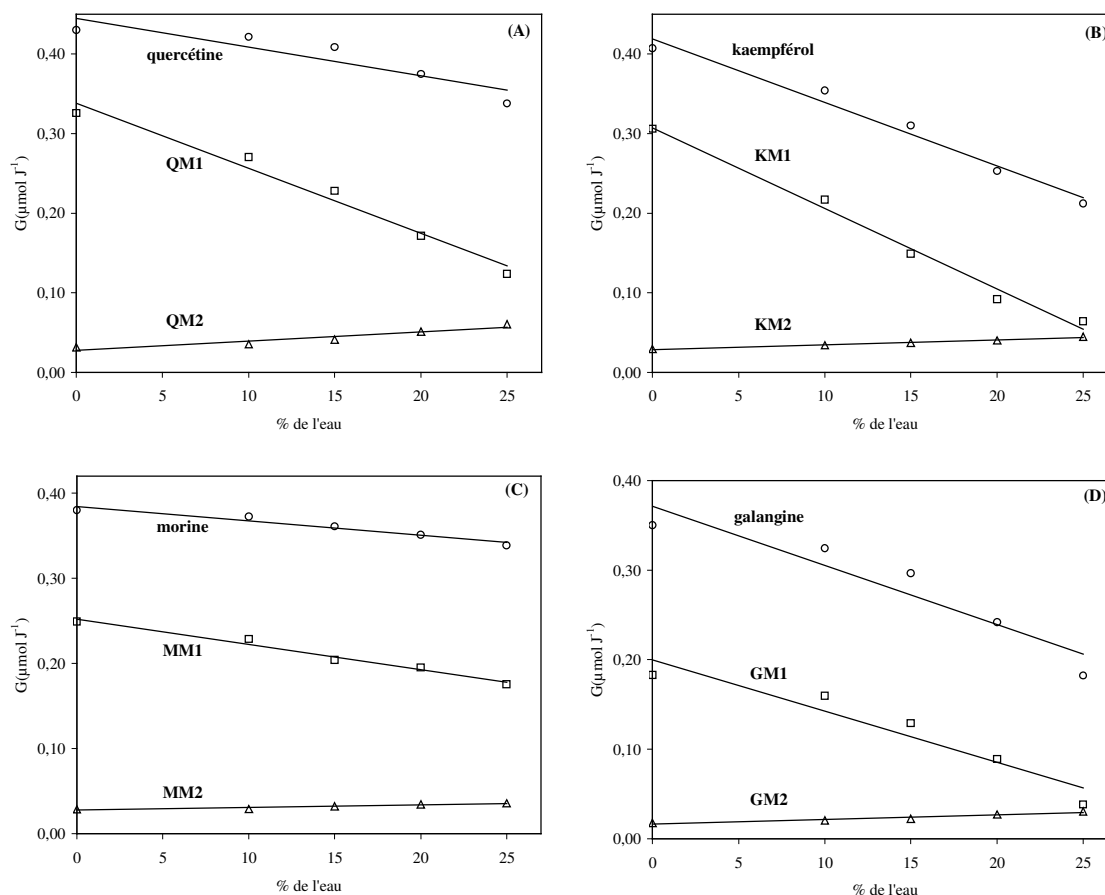 (A)
0,40
quercétine
0,30
QM1
G(µmol J-1)
0,20
0,10
QM2
0,00
0 5 10 15 20 25
% de l'eau
(B)
0,40
kaempférol
0,30
KM1
G(µmol J-1)
0,20
0,10
KM2
0,00
0 5 10 15 20 25
% de l'eau
(C)
0,40
morine
0,30
G(µmol J-1)
0,20
MM1
0,10
MM2
0,00
0 5 10 15 20 25
% de l'eau
0,40
(D)
galangine
0,30
G(µmol J-1)
0,20
GM1
0,10
GM2
0,00
0 5 10 15 20 25
% de l'eau